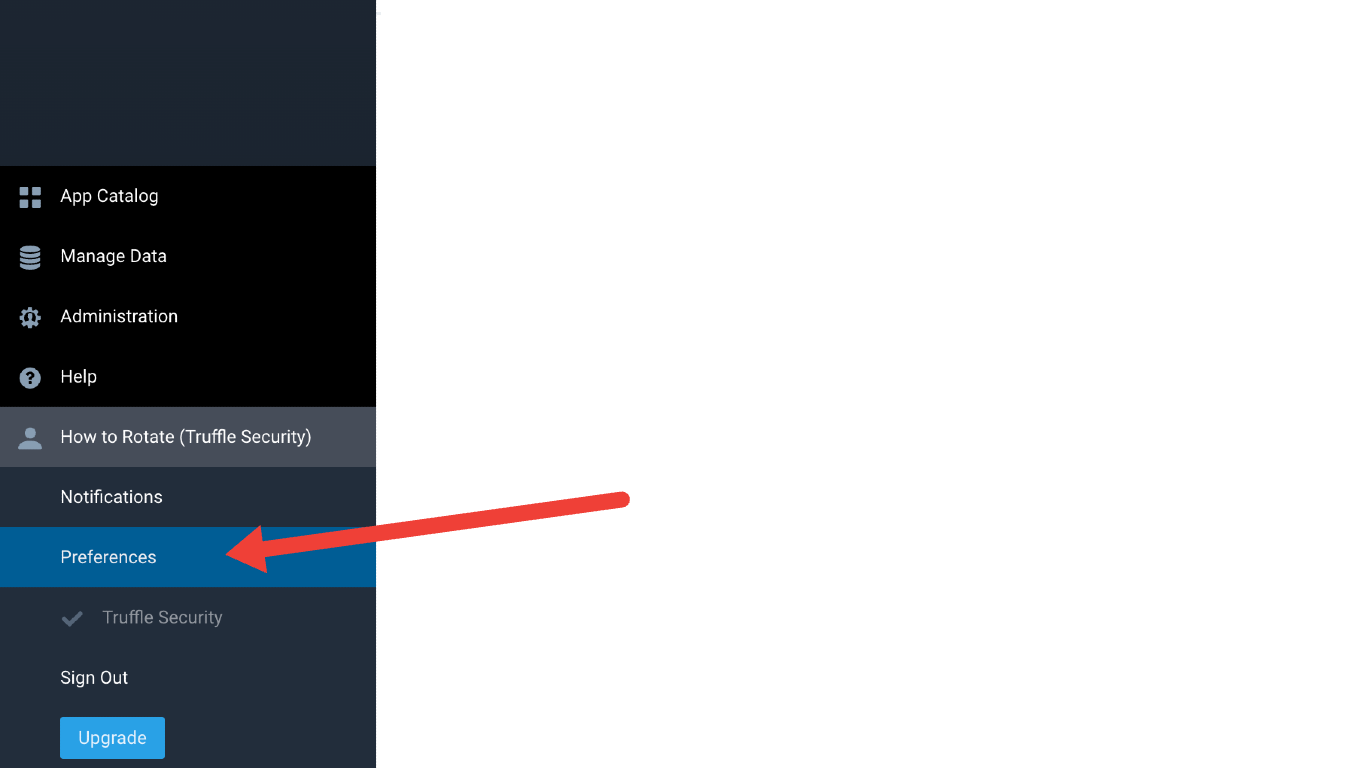 App Catalog
Manage Data
Administration
Help
How to Rotate (Truffle Security)
Notifications
Preferences
Truffle Security
Sign Out
Upgrade